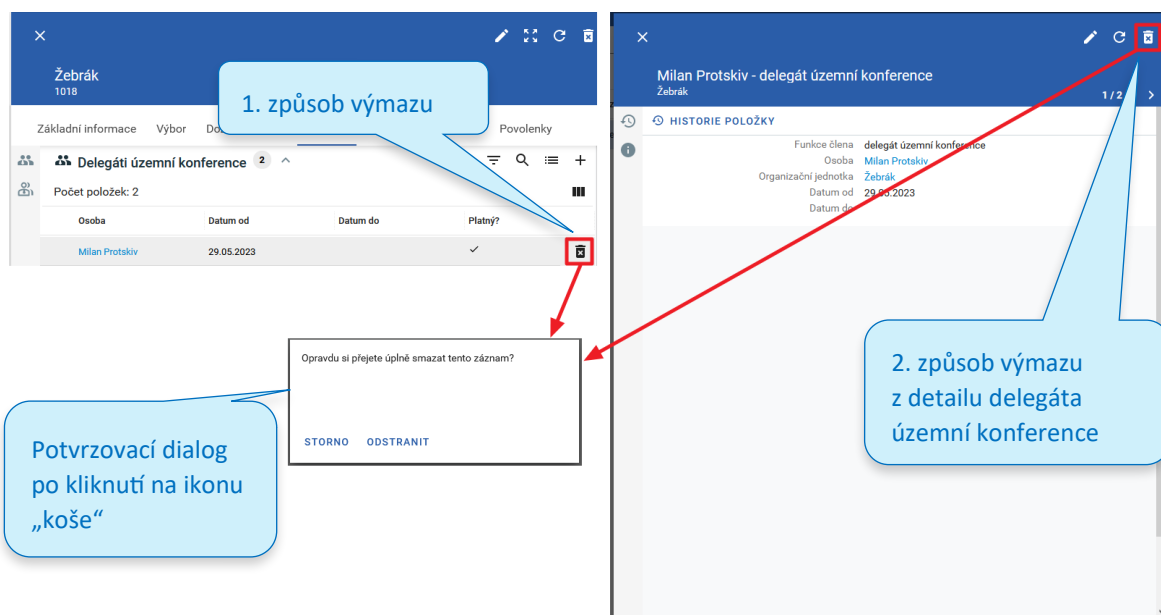 Žebrák
1018
1. způsob výmazu
Základní informace Výbor Povolenky
Delegáti územní konference 2
Počet položek: 2
Osoba Datum od Datum do Platný?
Milan Protskiv 29.05.2023
Opravdu si přejete úplně smazat tento záznam?
STORNO ODSTRANIT
Potvrzovací dialog
po kliknutí na ikonu
„koše“
Milan Protskiv - delegát územní konference
Žebrák
1 / 2
HISTORIE POLOŽKY
Funkce člena delegát územní konference
Osoba Milan Protskiv
Organizační jednotka Žebrák
Datum od 29.05.2023
Datum do
2. způsob výmazu
z detailu delegáta
územní konference